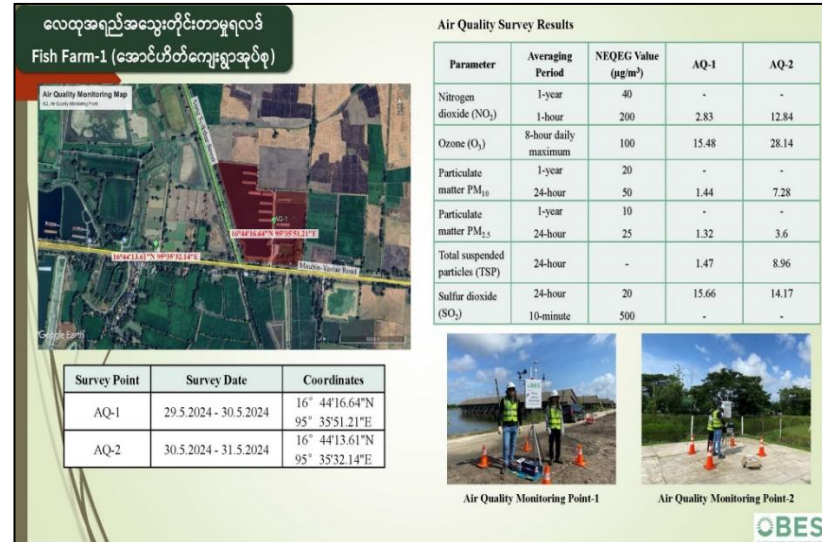 လေထုအရည်အသွေးတိုင်းတာမှုရလဒ်
Fish Farm-1 (အောင်ဟိတ်ကျေးရွာအုပ်စု)
Air Quality Monitoring Map
AQ-1
16°44'16.64"N 95°35'51.21"E
16°44'13.61"N 95°35'32.14"E
Maubin-Yantar Road
Google Earth
Survey Point Survey Date Coordinates
AQ-1 29.5.2024 - 30.5.2024 16° 44'16.64"N
95° 35'51.21"E
AQ-2 30.5.2024 - 31.5.2024 16° 44'13.61"N
95° 35'32.14"E
Air Quality Survey Results
Parameter Averaging Period NEQEG Value (µg/m³) AQ-1 AQ-2
Nitrogen dioxide (NO₂) 1-year 40 - -
1-hour 200 2.83 12.84
Ozone (O₃) 8-hour daily maximum 100 15.48 28.14
Particulate matter PM₁₀ 1-year 20 - -
24-hour 50 1.44 7.28
Particulate matter PM₂.₅ 1-year 10 - -
24-hour 25 1.32 3.6
Total suspended particles (TSP) 24-hour - 1.47 8.96
Sulfur dioxide (SO₂) 24-hour 20 15.66 14.17
10-minute 500 - -
Air Quality Monitoring Point-1
Air Quality Monitoring Point-2
OBES